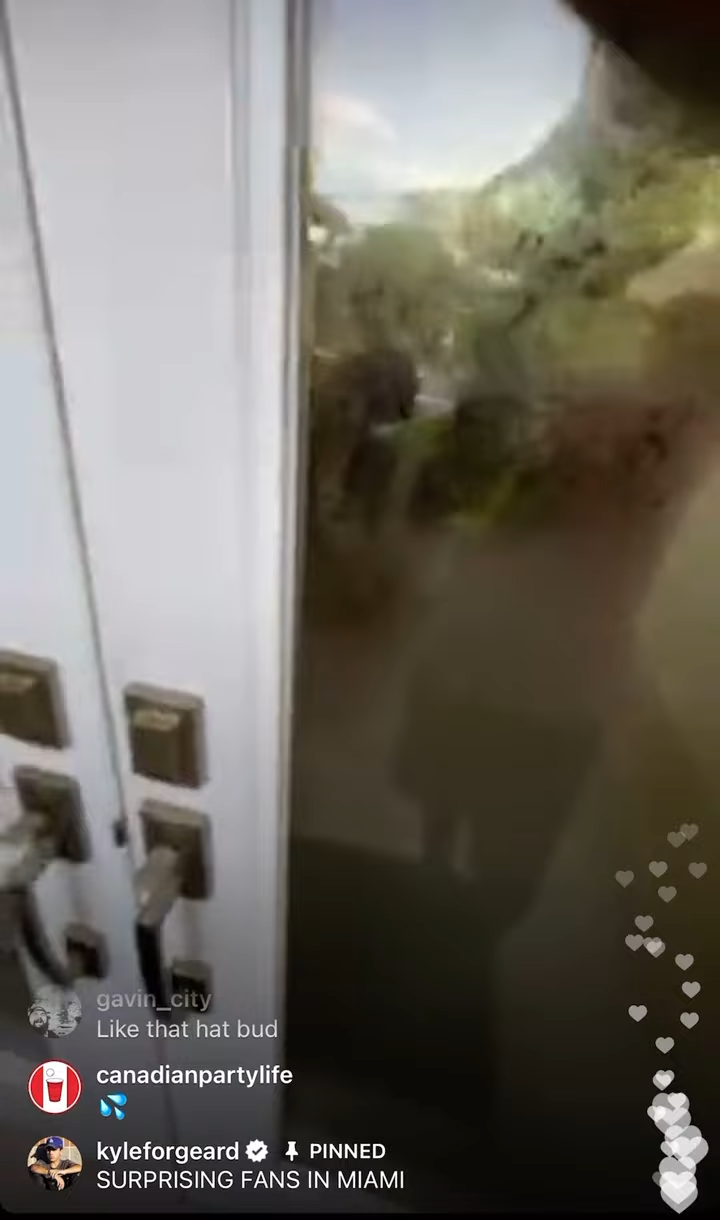 gavin_city
Like that hat bud
canadianpartylife
💦
kyleforgeard PINNED
SURPRISING FANS IN MIAMI